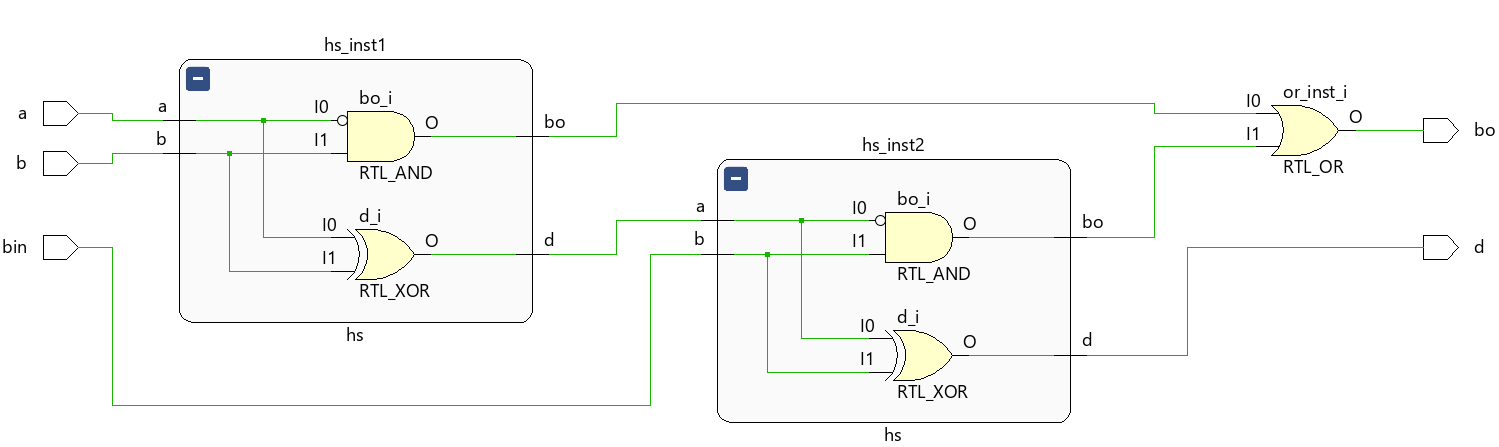 hs_inst1
a
b
bin
a
b
bo_i
I0
I1
O
RTL_AND
d_i
I0
I1
O
RTL_XOR
bo
d
hs
hs_inst2
a
b
bo_i
I0
I1
O
RTL_AND
d_i
I0
I1
O
RTL_XOR
bo
d
hs
or_inst_i
I0
I1
O
RTL_OR
bo
d